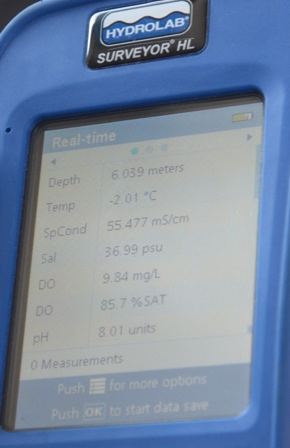 HYDROLAB®
SURVEYOR® HL
Real-time
Depth 6.039 meters
Temp -2.01 °C
SpCond 55.477 mS/cm
Sal 36.99 psu
DO 9.84 mg/L
DO 85.7 %SAT
pH 8.01 units
0 Measurements
Push for more options
Push OK to start data save